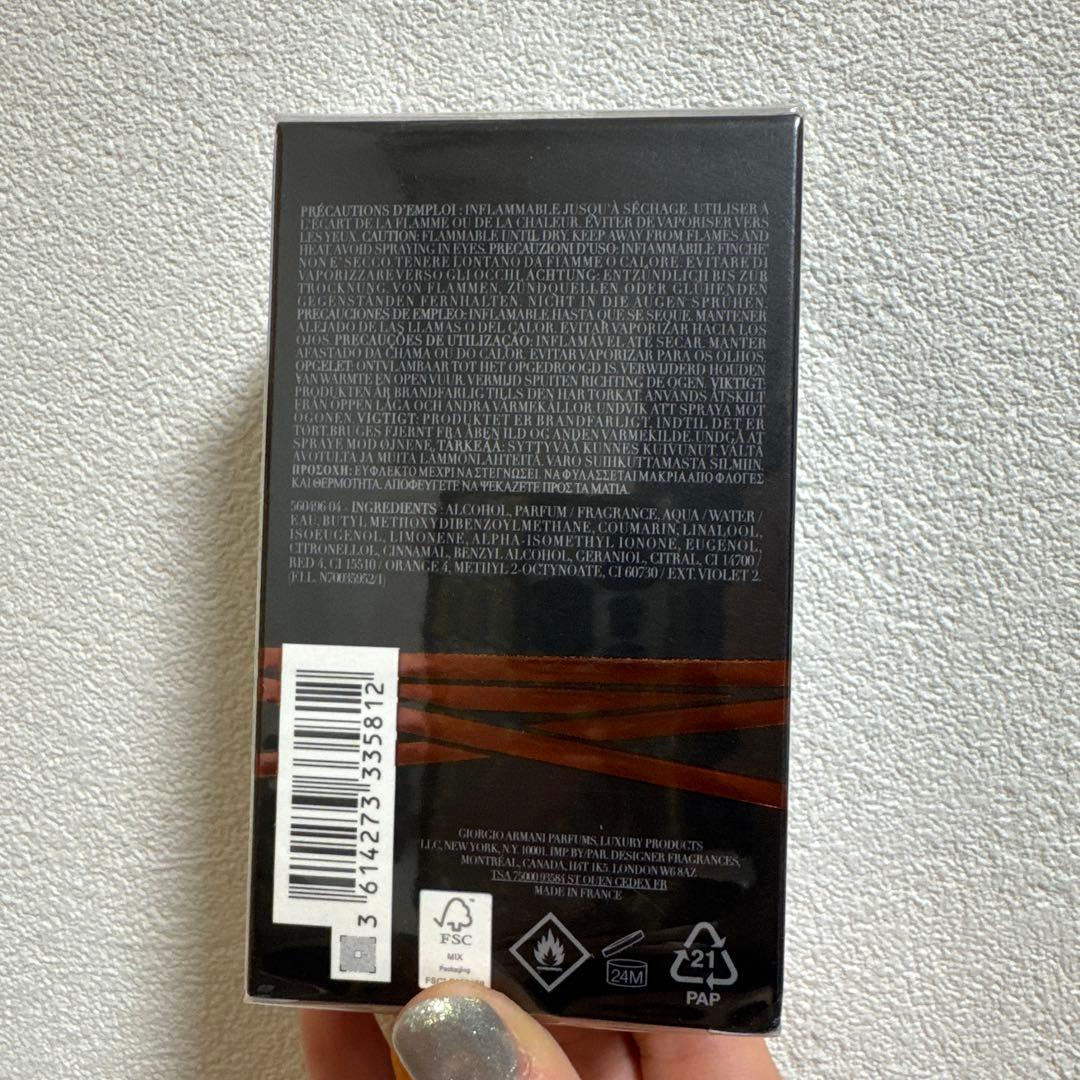 PRÉCAUTIONS D'EMPLOI : INFLAMMABLE JUSQU'À SÉCHAGE. UTILISER À
L'ÉCART DE LA FLAMME OU DE LA CHALEUR. ÉVITER DE VAPORISER VERS
LES YEUX. CAUTION: FLAMMABLE UNTIL DRY. KEEP AWAY FROM FLAMES AND
HEAT. AVOID SPRAYING IN EYES. PRECAUZIONI D'USO: INFIAMMABILE FINCHÉ
NON E' SECCO. TENERE LONTANO DA FIAMME O CALORE. EVITARE DI
VAPORIZZARE VERSO GLI OCCHI. ACHTUNG: ENTZÜNDLICH BIS ZUR
TROCKNUNG. VON FLAMMEN, ZÜNDQUELLEN ODER GLÜHENDEN
GEGENSTÄNDEN FERNHALTEN. NICHT IN DIE AUGEN SPRÜHEN.
PRECAUCIONES DE EMPLEO: INFLAMABLE HASTA QUE SE SEQUE. MANTENER
ALEJADO DE LAS LLAMAS O DEL CALOR. EVITAR VAPORIZAR HACIA LOS
OJOS. PRECAUÇÕES DE UTILIZAÇÃO: INFLAMÁVEL ATÉ SECAR. MANTER
AFASTADO DA CHAMA OU DO CALOR. EVITAR VAPORIZAR PARA OS OLHOS.
OPGELET: ONTVLAMBAAR TOT HET OPGEDROOGD IS. VERWIJDERD HOUDEN
VAN WARMTE EN OPEN VUUR. VERMIJD SPUITEN RICHTING DE OGEN. VIKTIGT:
PRODUKTEN ÄR BRANDFARLIG TILLS DEN HAR TORKAT. ANVÄNDS ÅTSKILT
FRÅN ÖPPEN LÅGA OCH ANDRA VÄRMEKÄLLOR. UNDVIK ATT SPRAYA MOT
ÖGONEN. VIGTIGT: PRODUKTET ER BRANDFARLIGT, INDTIL DET ER
TØRT. BRUGES FJERNT FRA ÅBEN ILD OG ANDEN VARMEKILDE. UNDGÅ AT
SPRAYE MOD ØJNENE. TÄRKEÄÄ: SYTTYVÄÄ KUNNES KUIVUNUT. VÄLTÄ
AVOTULTA JA MUITA LÄMMÖNLÄHTEITÄ. VARO SUIHKUTTAMASTA SILMIIN.
ΠΡΟΣΟΧΗ: ΕΥΦΛΕΚΤΟ ΜΕΧΡΙ ΝΑ ΣΤΕΓΝΩΣΕΙ. ΝΑ ΦΥΛΑΣΣΕΤΑΙ ΜΑΚΡΙΑ ΑΠΟ ΦΛΟΓΕΣ
ΚΑΙ ΘΕΡΜΟΤΗΤΑ. ΑΠΟΦΕΥΓΕΤΕ ΝΑ ΨΕΚΑΖΕΤΕ ΠΡΟΣ ΤΑ ΜΑΤΙΑ.
560496 04 - INGREDIENTS: ALCOHOL, PARFUM / FRAGRANCE, AQUA / WATER /
EAU, BUTYL METHOXYDIBENZOYLMETHANE, COUMARIN, LINALOOL,
ISOEUGENOL, LIMONENE, ALPHA-ISOMETHYL IONONE, EUGENOL,
CITRONELLOL, CINNAMAL, BENZYL ALCOHOL, GERANIOL, CITRAL, CI 14700 /
RED 4, CI 15510 / ORANGE 4, METHYL 2-OCTYNOATE, CI 60730 / EXT. VIOLET 2.
(F.I.L. N70035952/1)
3 614273 335812
GIORGIO ARMANI PARFUMS, LUXURY PRODUCTS
LLC, NEW YORK, N.Y. 10001. IMP. BY/PAR. DESIGNER FRAGRANCES,
MONTRÉAL, CANADA, H4T 1K5. LONDON W6 8AZ
TSA 75000 93584 ST OUEN CEDEX FR
MADE IN FRANCE
FSC
MIX
Packaging
24M
21
PAP